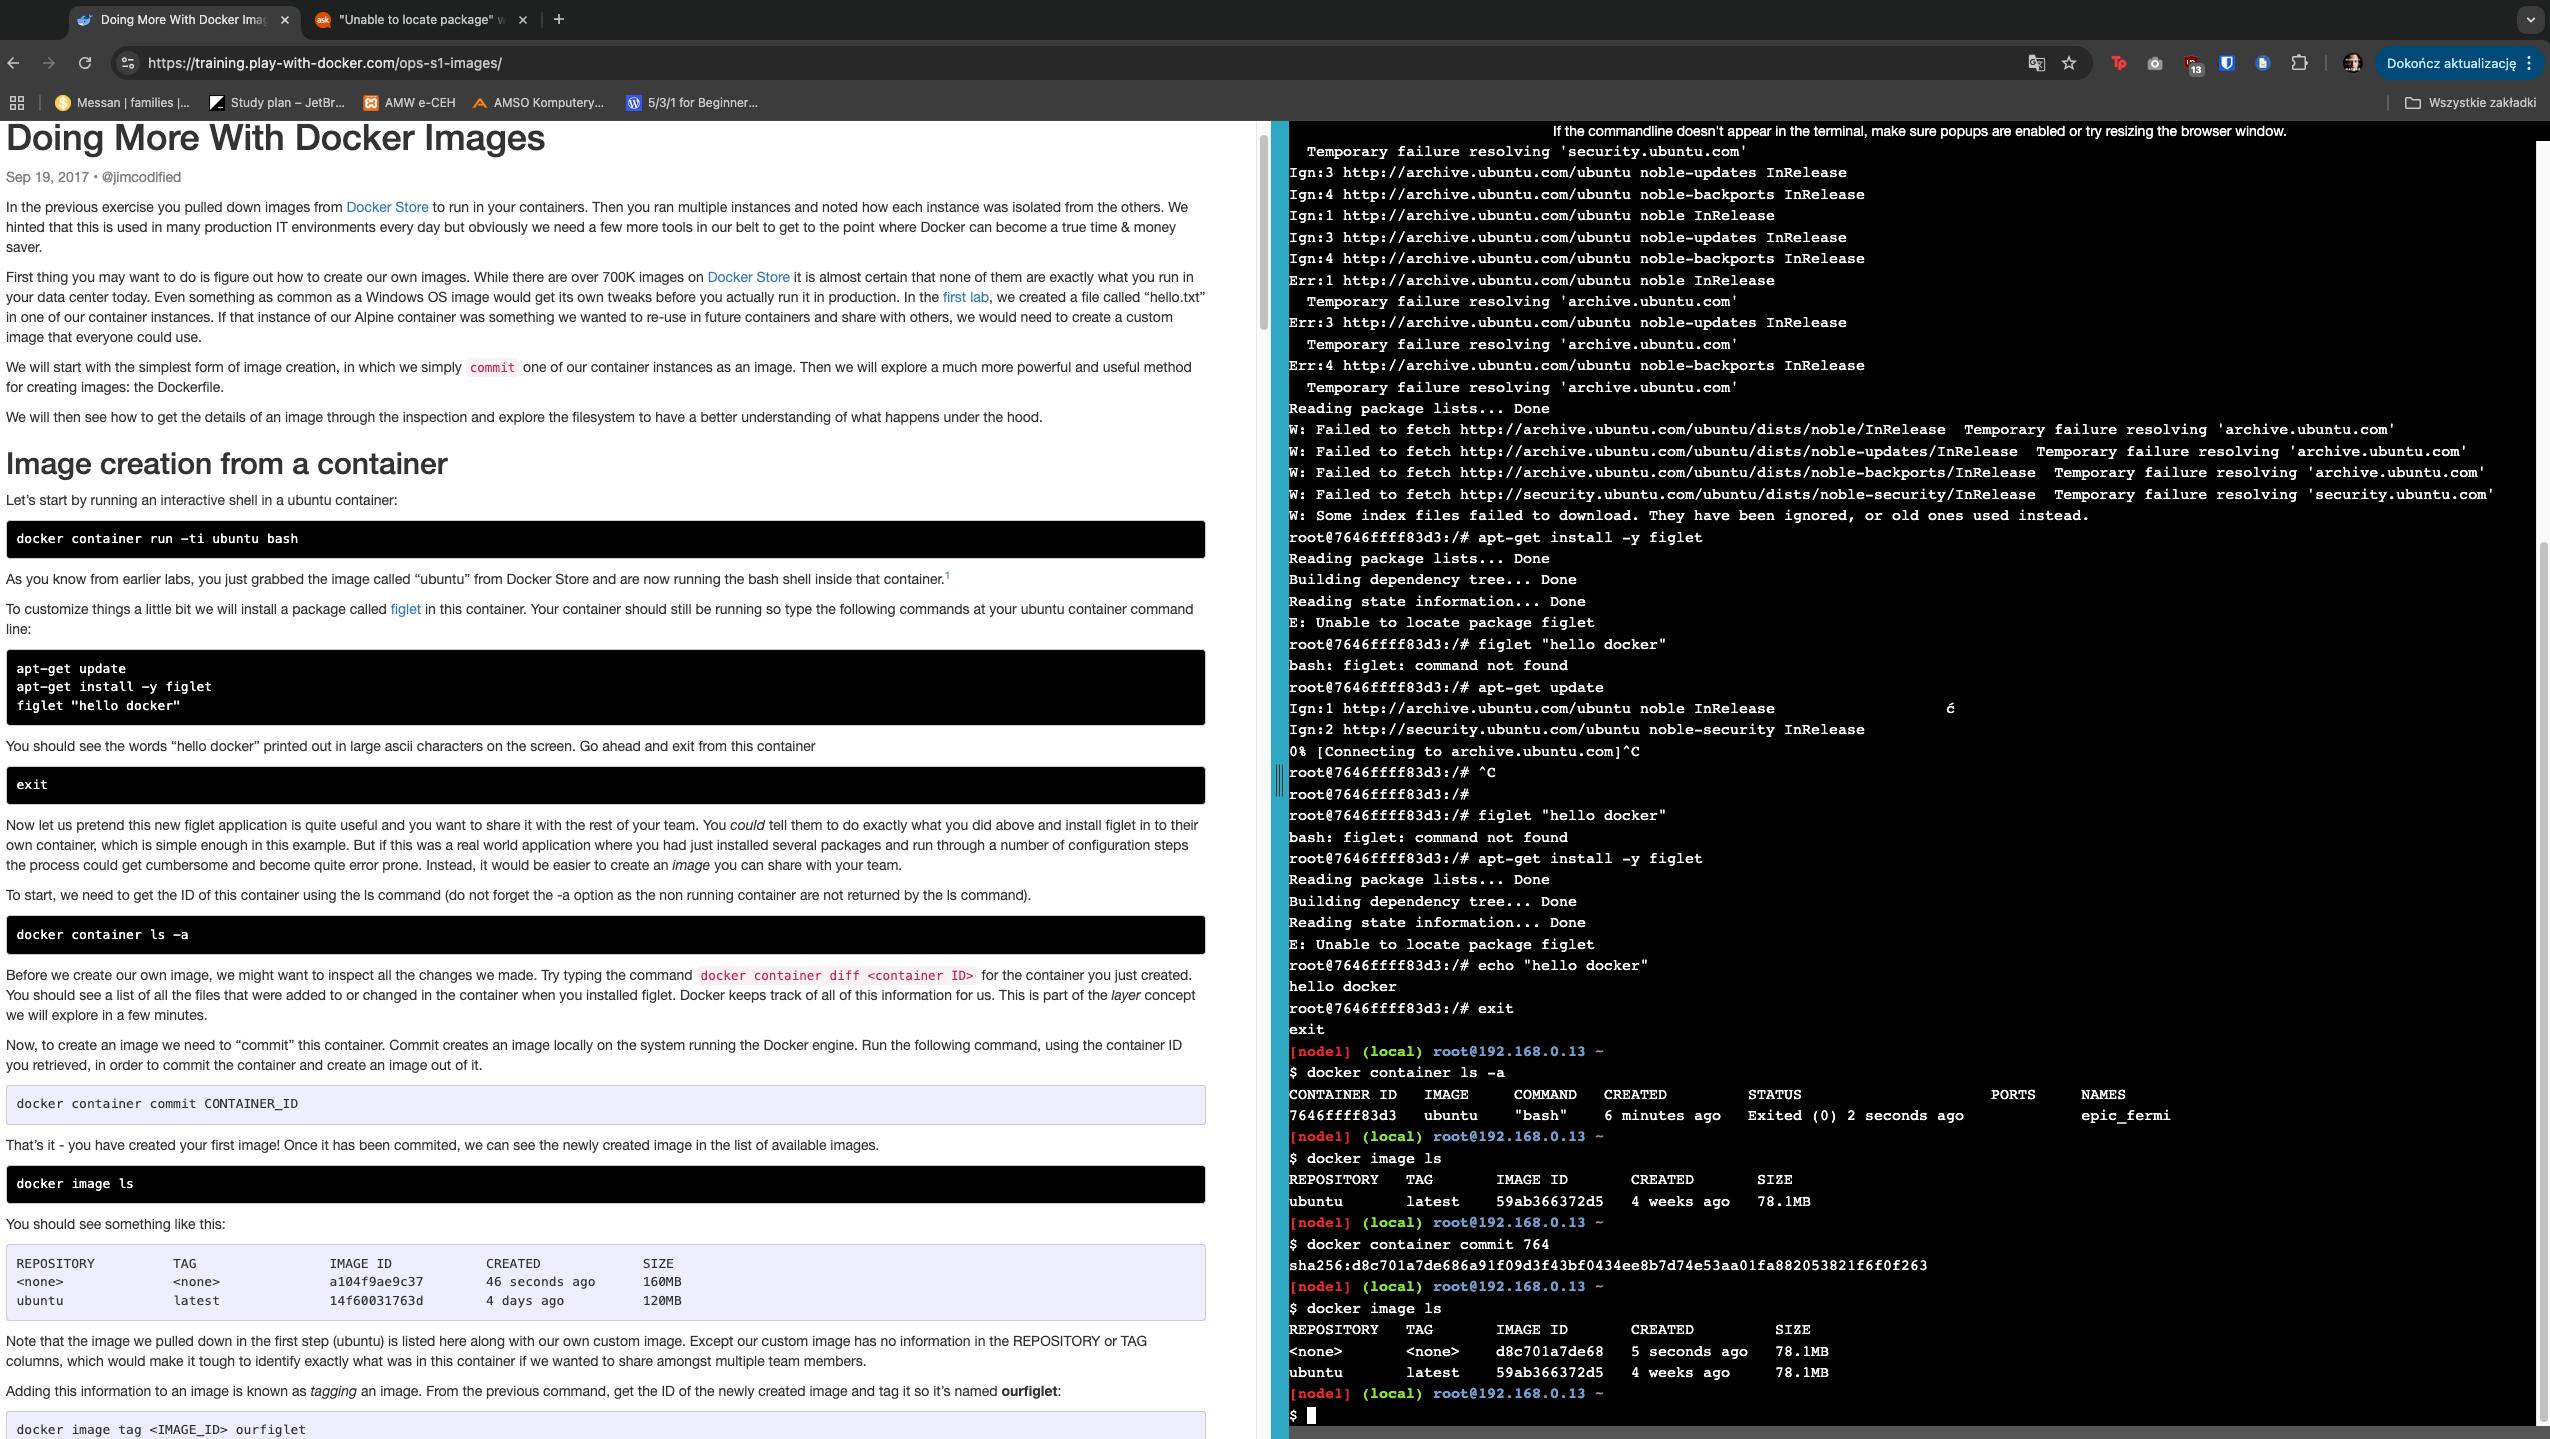 Doing More With Docker Imag
"Unable to locate package" w
https://training.play-with-docker.com/ops-s1-images/
13
Dokończ aktualizację
Messan | families |...
Study plan – JetBr...
AMW e-CEH
AMSO Komputery...
5/3/1 for Beginner...
Wszystkie zakładki
Doing More With Docker Images
Sep 19, 2017 • @jimcodified
In the previous exercise you pulled down images from Docker Store to run in your containers. Then you ran multiple instances and noted how each instance was isolated from the others. We
hinted that this is used in many production IT environments every day but obviously we need a few more tools in our belt to get to the point where Docker can become a true time & money
saver.
First thing you may want to do is figure out how to create our own images. While there are over 700K images on Docker Store it is almost certain that none of them are exactly what you run in
your data center today. Even something as common as a Windows OS image would get its own tweaks before you actually run it in production. In the first lab, we created a file called “hello.txt”
in one of our container instances. If that instance of our Alpine container was something we wanted to re-use in future containers and share with others, we would need to create a custom
image that everyone could use.
We will start with the simplest form of image creation, in which we simply commit one of our container instances as an image. Then we will explore a much more powerful and useful method
for creating images: the Dockerfile.
We will then see how to get the details of an image through the inspection and explore the filesystem to have a better understanding of what happens under the hood.
Image creation from a container
Let’s start by running an interactive shell in a ubuntu container:
docker container run -ti ubuntu bash
As you know from earlier labs, you just grabbed the image called “ubuntu” from Docker Store and are now running the bash shell inside that container.1
To customize things a little bit we will install a package called figlet in this container. Your container should still be running so type the following commands at your ubuntu container command
line:
apt-get update
apt-get install -y figlet
figlet "hello docker"
You should see the words “hello docker” printed out in large ascii characters on the screen. Go ahead and exit from this container
exit
Now let us pretend this new figlet application is quite useful and you want to share it with the rest of your team. You could tell them to do exactly what you did above and install figlet in to their
own container, which is simple enough in this example. But if this was a real world application where you had just installed several packages and run through a number of configuration steps
the process could get cumbersome and become quite error prone. Instead, it would be easier to create an image you can share with your team.
To start, we need to get the ID of this container using the ls command (do not forget the -a option as the non running container are not returned by the ls command).
docker container ls -a
Before we create our own image, we might want to inspect all the changes we made. Try typing the command docker container diff <container ID> for the container you just created.
You should see a list of all the files that were added to or changed in the container when you installed figlet. Docker keeps track of all of this information for us. This is part of the layer concept
we will explore in a few minutes.
Now, to create an image we need to “commit” this container. Commit creates an image locally on the system running the Docker engine. Run the following command, using the container ID
you retrieved, in order to commit the container and create an image out of it.
docker container commit CONTAINER_ID
That’s it - you have created your first image! Once it has been commited, we can see the newly created image in the list of available images.
docker image ls
You should see something like this:
REPOSITORY TAG IMAGE ID CREATED SIZE
<none> <none> a104f9ae9c37 46 seconds ago 160MB
ubuntu latest 14f60031763d 4 days ago 120MB
Note that the image we pulled down in the first step (ubuntu) is listed here along with our own custom image. Except our custom image has no information in the REPOSITORY or TAG
columns, which would make it tough to identify exactly what was in this container if we wanted to share amongst multiple team members.
Adding this information to an image is known as tagging an image. From the previous command, get the ID of the newly created image and tag it so it’s named ourfiglet:
docker image tag <IMAGE_ID> ourfiglet
If the commandline doesn't appear in the terminal, make sure popups are enabled or try resizing the browser window.
Temporary failure resolving 'security.ubuntu.com'
Ign:3 http://archive.ubuntu.com/ubuntu noble-updates InRelease
Ign:4 http://archive.ubuntu.com/ubuntu noble-backports InRelease
Ign:1 http://archive.ubuntu.com/ubuntu noble InRelease
Ign:3 http://archive.ubuntu.com/ubuntu noble-updates InRelease
Ign:4 http://archive.ubuntu.com/ubuntu noble-backports InRelease
Err:1 http://archive.ubuntu.com/ubuntu noble InRelease
Temporary failure resolving 'archive.ubuntu.com'
Err:3 http://archive.ubuntu.com/ubuntu noble-updates InRelease
Temporary failure resolving 'archive.ubuntu.com'
Err:4 http://archive.ubuntu.com/ubuntu noble-backports InRelease
Temporary failure resolving 'archive.ubuntu.com'
Reading package lists... Done
W: Failed to fetch http://archive.ubuntu.com/ubuntu/dists/noble/InRelease  Temporary failure resolving 'archive.ubuntu.com'
W: Failed to fetch http://archive.ubuntu.com/ubuntu/dists/noble-updates/InRelease  Temporary failure resolving 'archive.ubuntu.com'
W: Failed to fetch http://archive.ubuntu.com/ubuntu/dists/noble-backports/InRelease  Temporary failure resolving 'archive.ubuntu.com'
W: Failed to fetch http://security.ubuntu.com/ubuntu/dists/noble-security/InRelease  Temporary failure resolving 'security.ubuntu.com'
W: Some index files failed to download. They have been ignored, or old ones used instead.
root@7646ffff83d3:/# apt-get install -y figlet
Reading package lists... Done
Building dependency tree... Done
Reading state information... Done
E: Unable to locate package figlet
root@7646ffff83d3:/# figlet "hello docker"
bash: figlet: command not found
root@7646ffff83d3:/# apt-get update
Ign:1 http://archive.ubuntu.com/ubuntu noble InRelease ć
Ign:2 http://security.ubuntu.com/ubuntu noble-security InRelease
0% [Connecting to archive.ubuntu.com]^C
root@7646ffff83d3:/# ^C
root@7646ffff83d3:/#
root@7646ffff83d3:/# figlet "hello docker"
bash: figlet: command not found
root@7646ffff83d3:/# apt-get install -y figlet
Reading package lists... Done
Building dependency tree... Done
Reading state information... Done
E: Unable to locate package figlet
root@7646ffff83d3:/# echo "hello docker"
hello docker
root@7646ffff83d3:/# exit
exit
[node1] (local) root@192.168.0.13 ~
$ docker container ls -a
CONTAINER ID IMAGE COMMAND CREATED STATUS PORTS NAMES
7646ffff83d3 ubuntu "bash" 6 minutes ago Exited (0) 2 seconds ago epic_fermi
[node1] (local) root@192.168.0.13 ~
$ docker image ls
REPOSITORY TAG IMAGE ID CREATED SIZE
ubuntu latest 59ab366372d5 4 weeks ago 78.1MB
[node1] (local) root@192.168.0.13 ~
$ docker container commit 764
sha256:d8c701a7de686a91f09d3f43bf0434ee8b7d74e53aa01fa882053821f6f0f263
[node1] (local) root@192.168.0.13 ~
$ docker image ls
REPOSITORY TAG IMAGE ID CREATED SIZE
<none> <none> d8c701a7de68 5 seconds ago 78.1MB
ubuntu latest 59ab366372d5 4 weeks ago 78.1MB
[node1] (local) root@192.168.0.13 ~
$